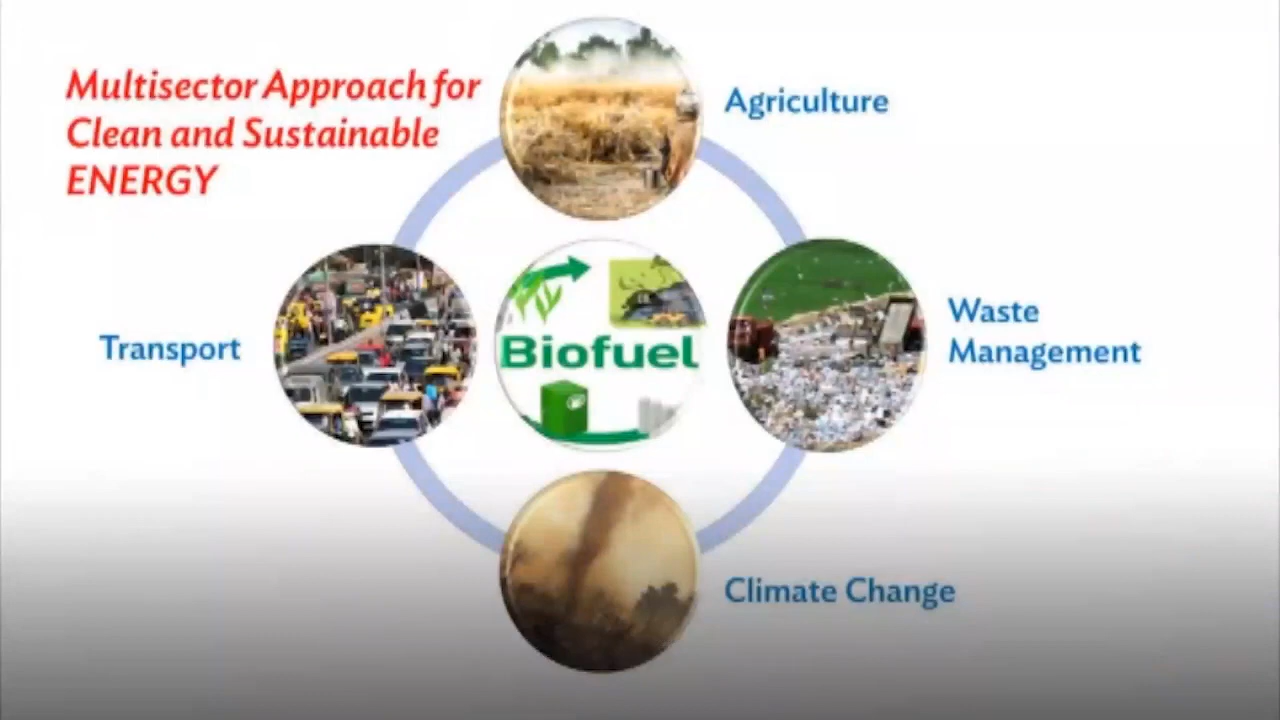 Multisector Approach for
Clean and Sustainable
ENERGY
Agriculture
Transport
Biofuel
Waste
Management
Climate Change